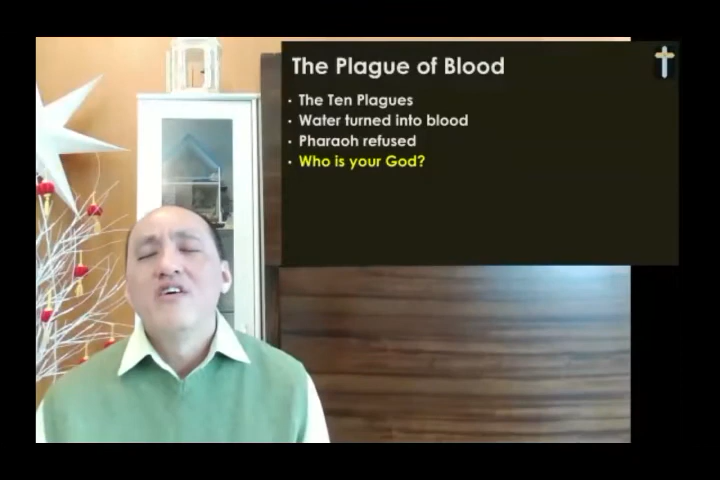 The Plague of Blood
· The Ten Plagues
· Water turned into blood
· Pharaoh refused
· Who is your God?